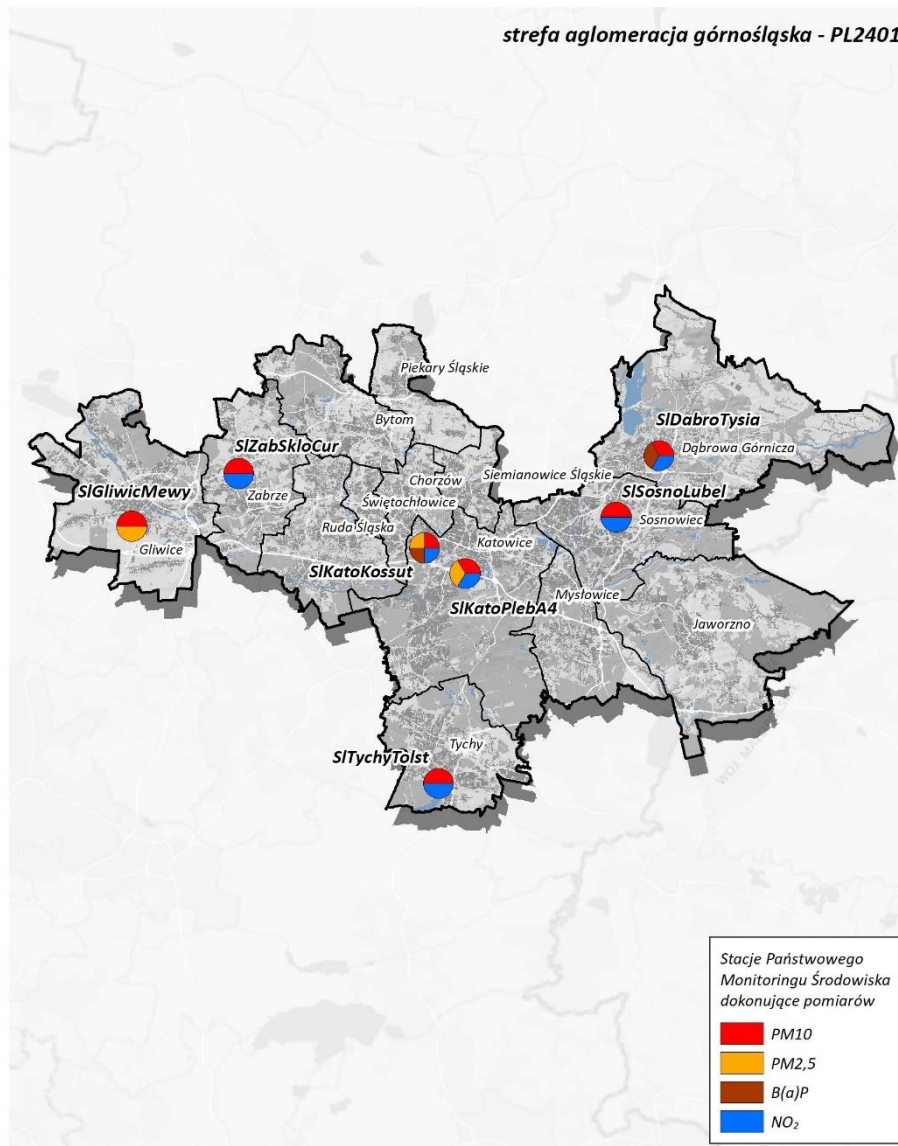 strefa aglomeracja górnośląska - PL2401
Piekary Śląskie
Bytom
SlDabroTysia
Dąbrowa Górnicza
SlZabSkloCur
Chorzów
Siemianowice Śląskie
SlGliwicMewy
Zabrze
Świętochłowice
SlSosnoLubel
Sosnowiec
Ruda Śląska
Katowice
Gliwice
SlKatoKossut
SlKatoPlebA4
Mysłowice
Jaworzno
Tychy
SlTychyTolst
Stacje Państwowego
Monitoringu Środowiska
dokonujące pomiarów
PM10
PM2,5
B(a)P
NO₂